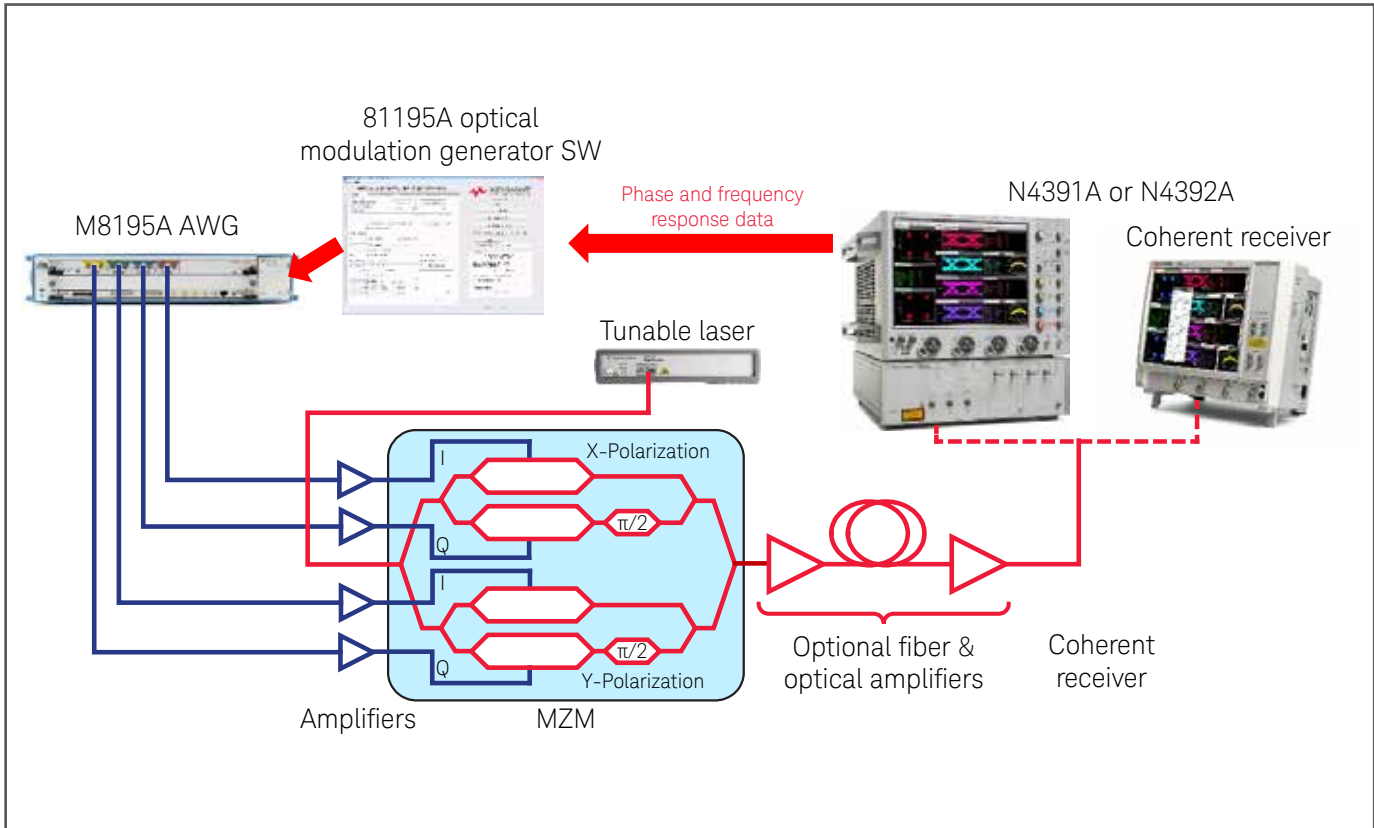 81195A optical
modulation generator SW
Phase and frequency
response data
N4391A or N4392A
M8195A AWG
Coherent receiver
Tunable laser
I
X-Polarization
π/2
Q
I
π/2
Q
Y-Polarization
Optional fiber &
optical amplifiers
Coherent
receiver
Amplifiers
MZM